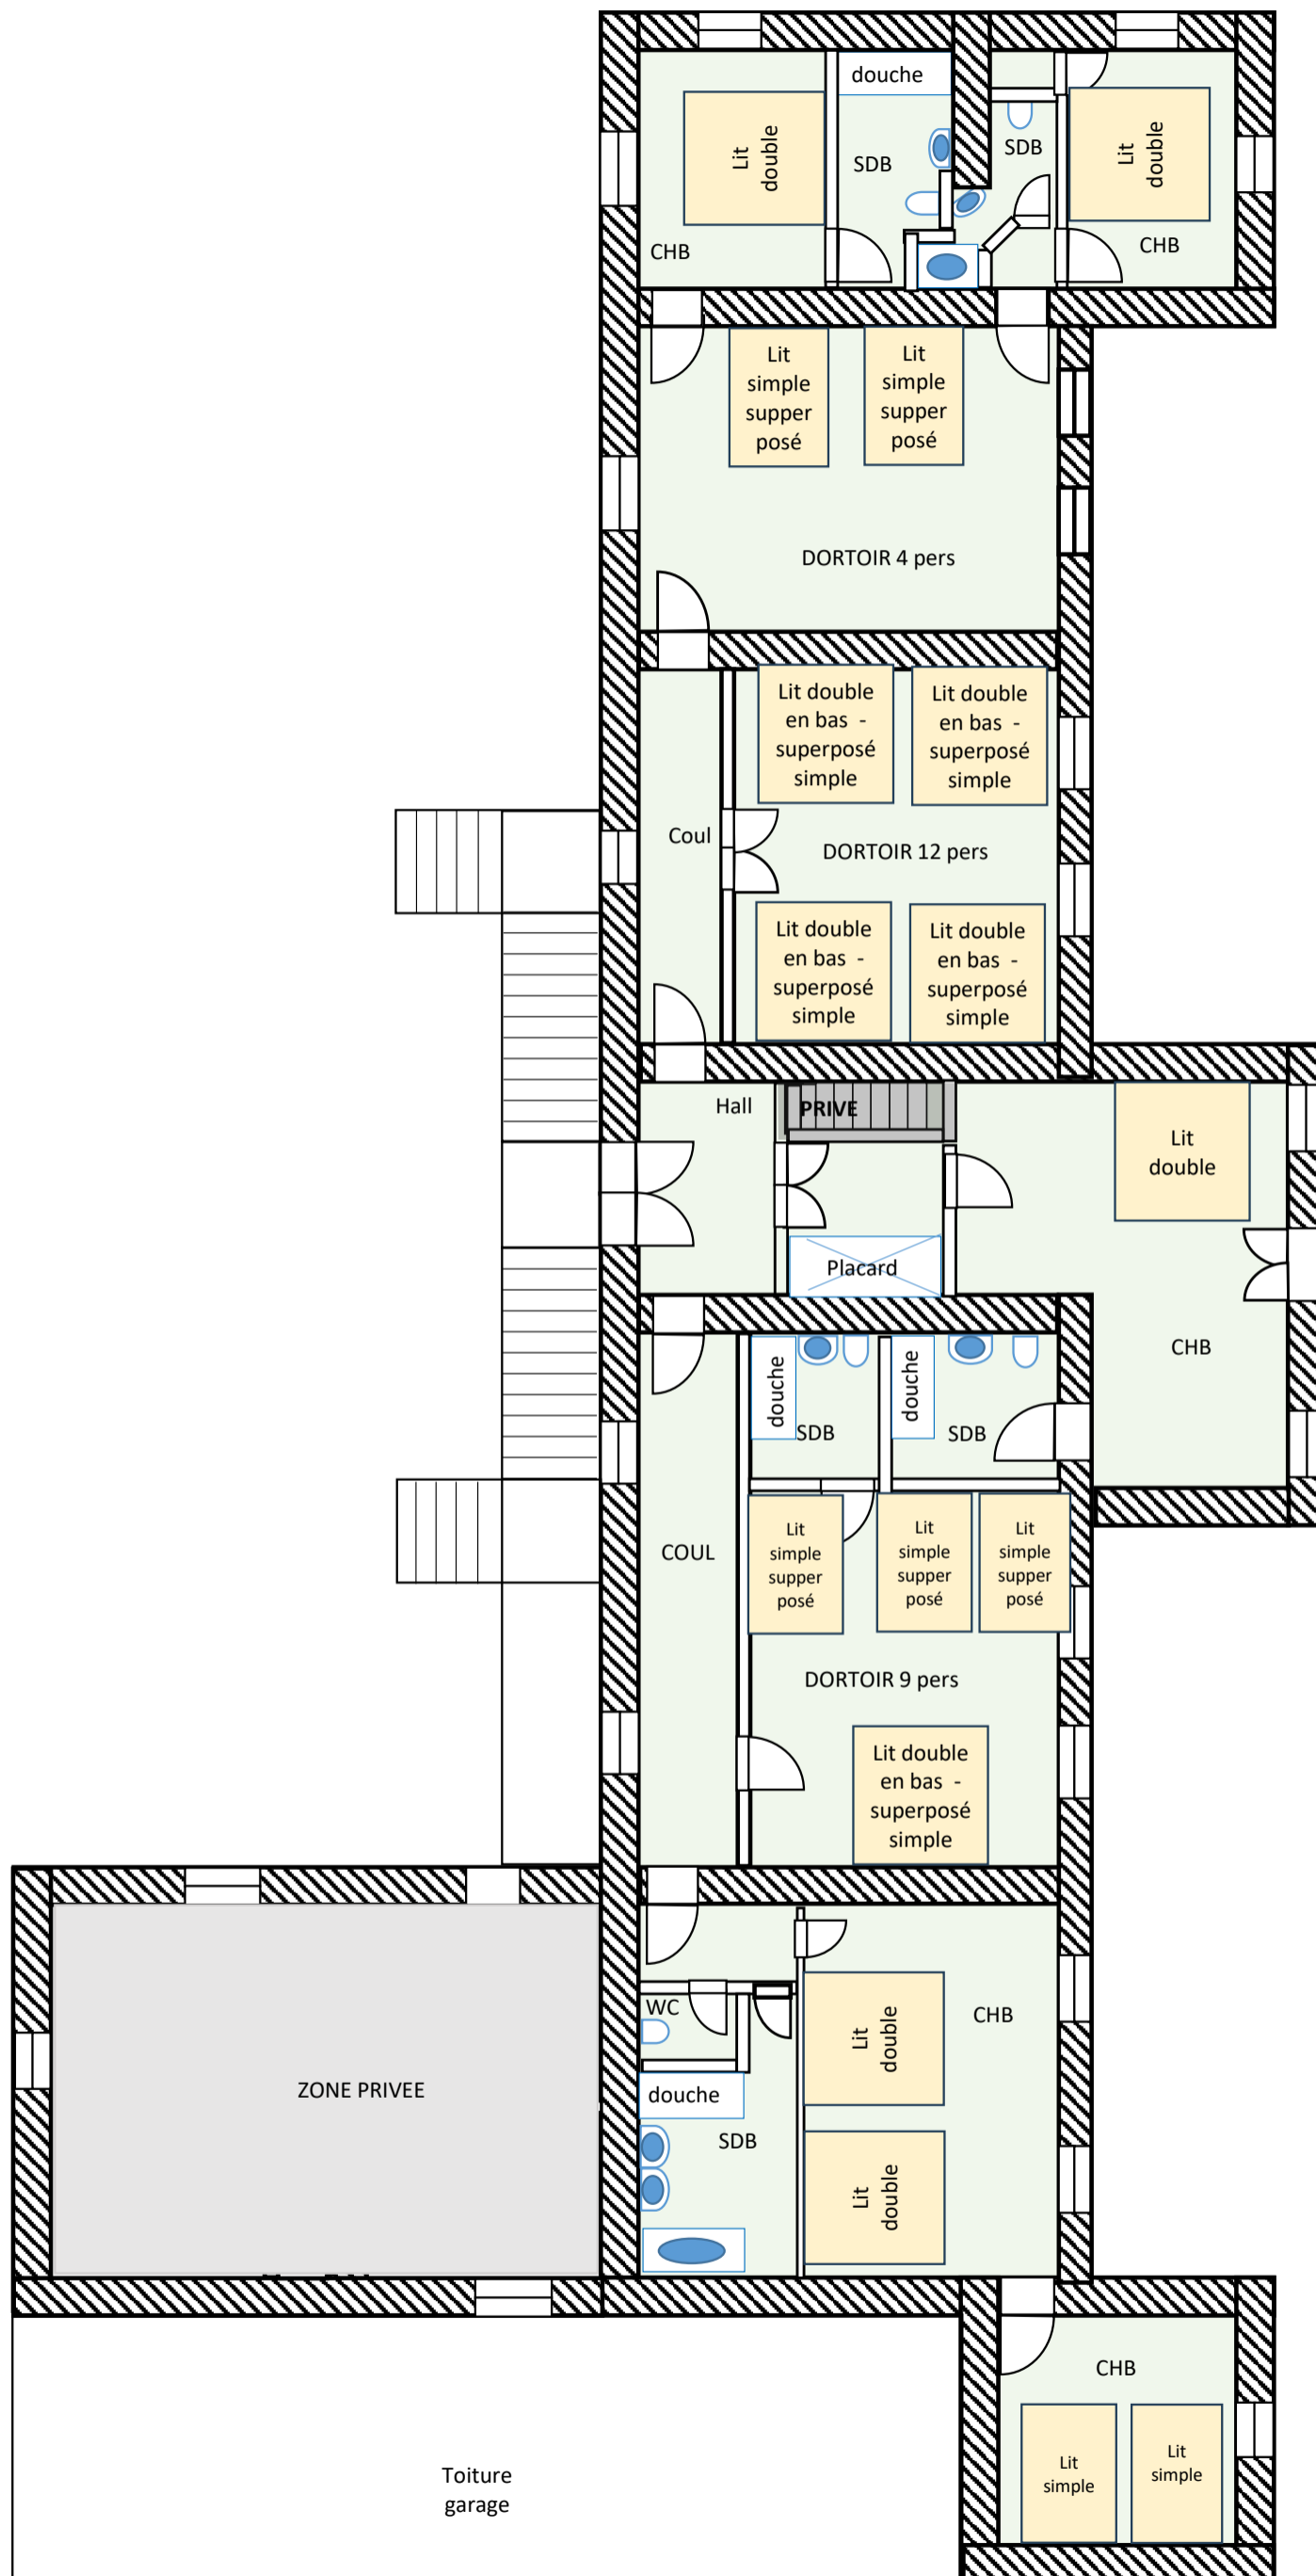 douche
Lit
double
SDB
SDB
Lit
double
CHB
CHB
Lit
simple
supper
posé
Lit
simple
supper
posé
DORTOIR 4 pers
Lit double
en bas -
superposé
simple
Lit double
en bas -
superposé
simple
Coul
DORTOIR 12 pers
Lit double
en bas -
superposé
simple
Lit double
en bas -
superposé
simple
Hall
PRIVE
Lit
double
Placard
CHB
douche
SDB
douche
SDB
COUL
Lit
simple
supper
posé
Lit
simple
supper
posé
Lit
simple
supper
posé
DORTOIR 9 pers
Lit double
en bas -
superposé
simple
WC
Lit
double
CHB
ZONE PRIVEE
douche
SDB
Lit
double
CHB
Lit
simple
Lit
simple
Toiture
garage